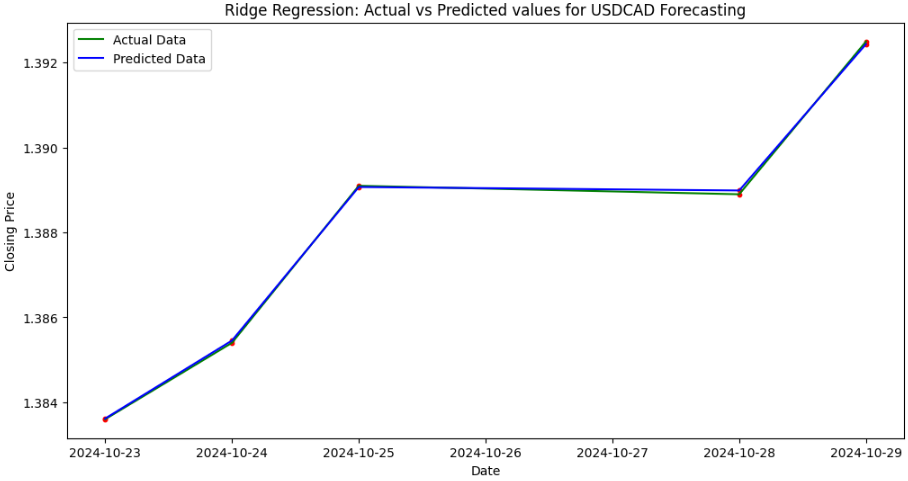 Ridge Regression: Actual vs Predicted values for USDCAD Forecasting
Actual Data
Predicted Data
1.392
1.390
1.388
1.386
1.384
Closing Price
2024-10-23
2024-10-24
2024-10-25
2024-10-26
2024-10-27
2024-10-28
2024-10-29
Date